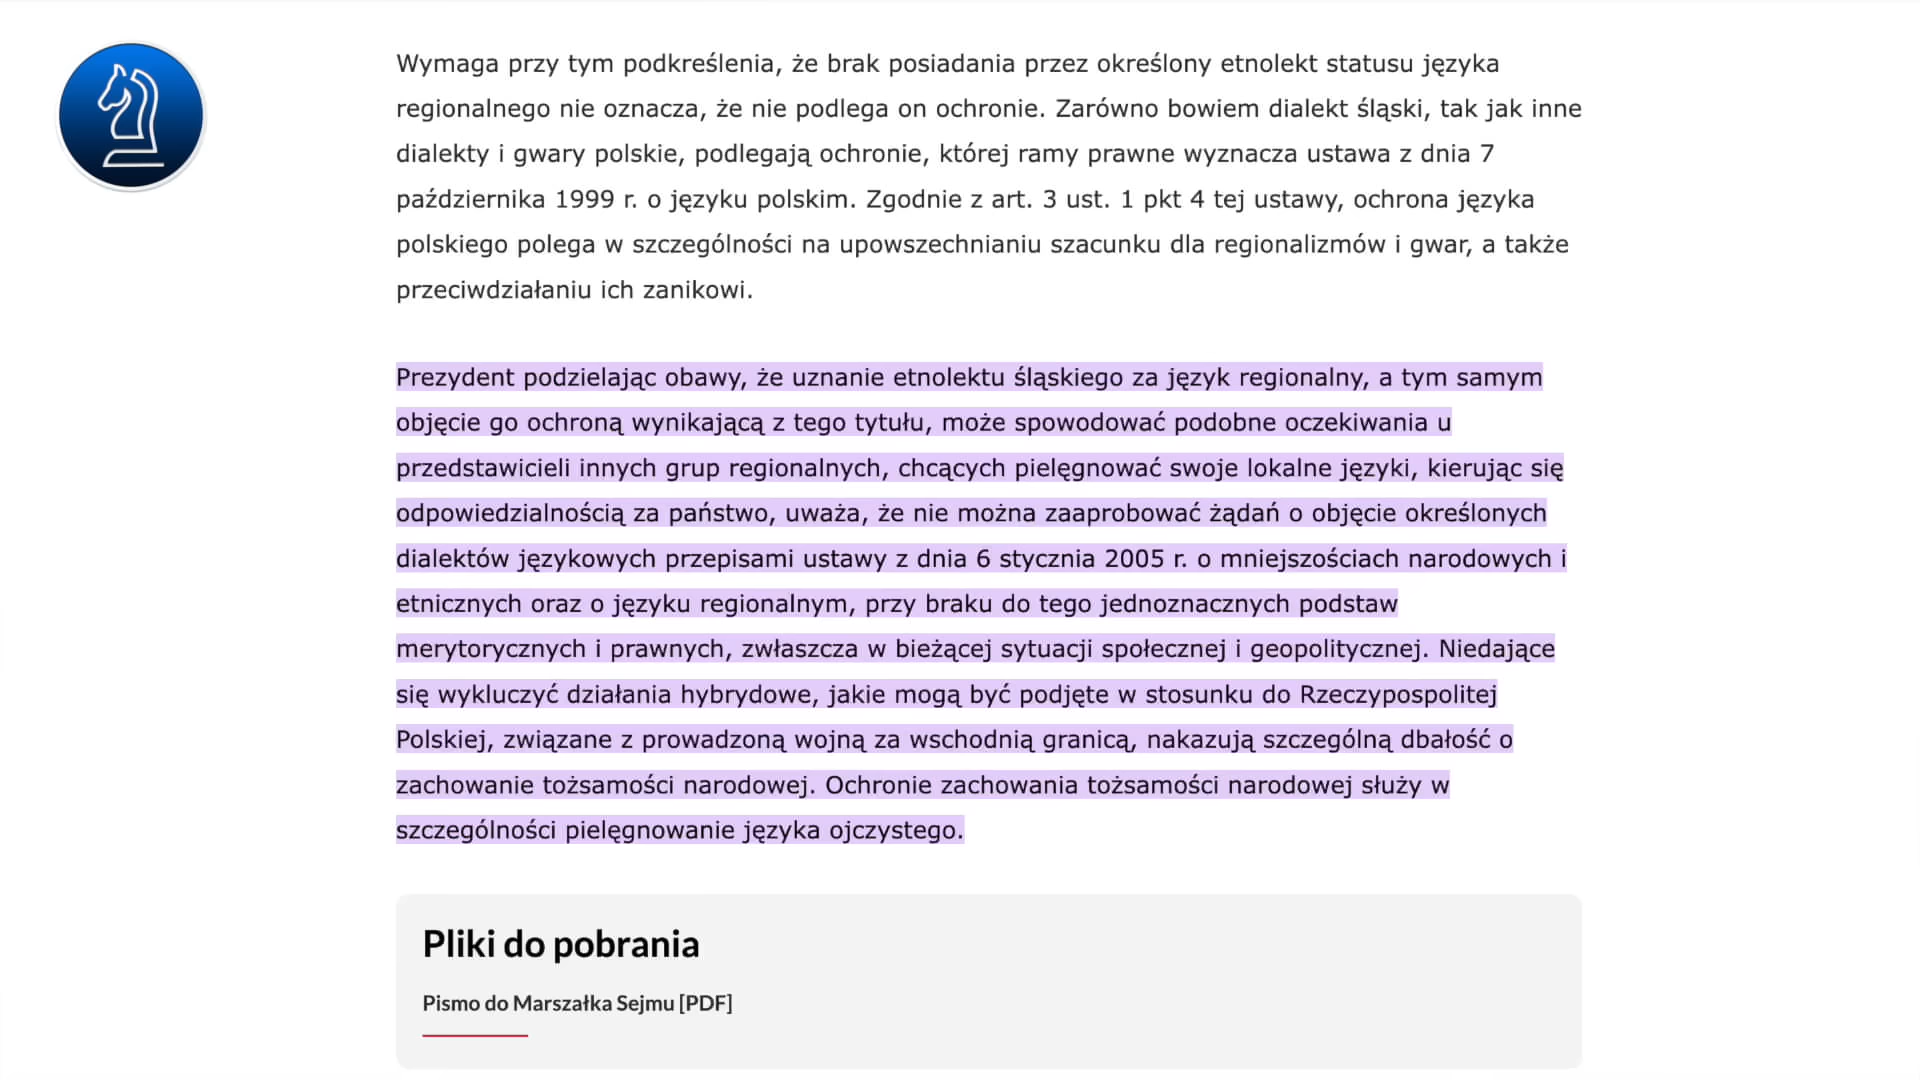 Wymaga przy tym podkreślenia, że brak posiadania przez określony etnolekt statusu języka
regionalnego nie oznacza, że nie podlega on ochronie. Zarówno bowiem dialekt śląski, tak jak inne
dialekty i gwary polskie, podlegają ochronie, której ramy prawne wyznacza ustawa z dnia 7
października 1999 r. o języku polskim. Zgodnie z art. 3 ust. 1 pkt 4 tej ustawy, ochrona języka
polskiego polega w szczególności na upowszechnianiu szacunku dla regionalizmów i gwar, a także
przeciwdziałaniu ich zanikowi.
Prezydent podzielając obawy, że uznanie etnolektu śląskiego za język regionalny, a tym samym
objęcie go ochroną wynikającą z tego tytułu, może spowodować podobne oczekiwania u
przedstawicieli innych grup regionalnych, chcących pielęgnować swoje lokalne języki, kierując się
odpowiedzialnością za państwo, uważa, że nie można zaaprobować żądań o objęcie określonych
dialektów językowych przepisami ustawy z dnia 6 stycznia 2005 r. o mniejszościach narodowych i
etnicznych oraz o języku regionalnym, przy braku do tego jednoznacznych podstaw
merytorycznych i prawnych, zwłaszcza w bieżącej sytuacji społecznej i geopolitycznej. Niedające
się wykluczyć działania hybrydowe, jakie mogą być podjęte w stosunku do Rzeczypospolitej
Polskiej, związane z prowadzoną wojną za wschodnią granicą, nakazują szczególną dbałość o
zachowanie tożsamości narodowej. Ochronie zachowania tożsamości narodowej służy w
szczególności pielęgnowanie języka ojczystego.
Pliki do pobrania
Pismo do Marszałka Sejmu [PDF]